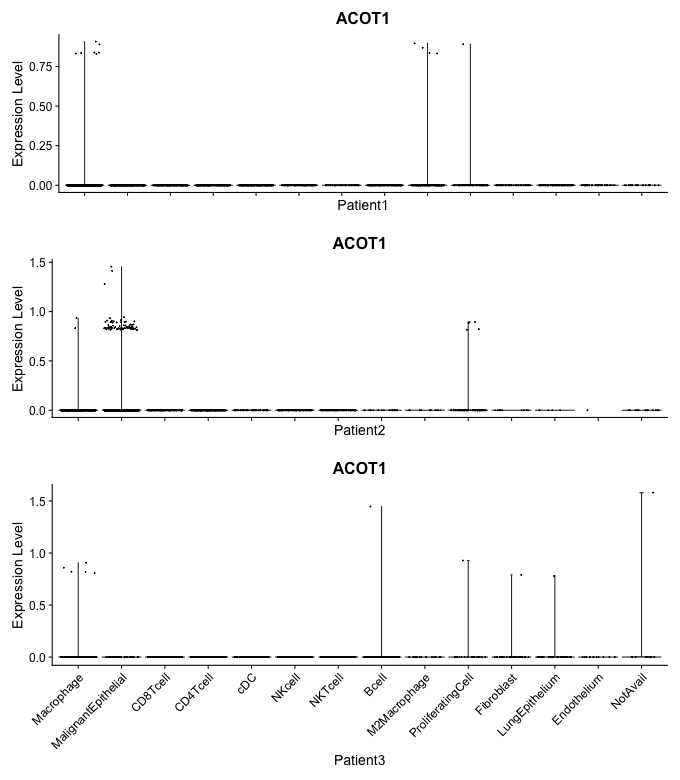 ACOT1
Expression Level
0.75
0.50
0.25
0.00
Patient1
ACOT1
Expression Level
1.5
1.0
0.5
0.0
Patient2
ACOT1
Expression Level
1.5
1.0
0.5
0.0
Macrophage
MalignantEpithelial
CD8Tcell
CD4Tcell
cDC
NKcell
NKTcell
Bcell
M2Macrophage
ProliferatingCell
Fibroblast
LungEpithelium
Endothelium
NotAvail
Patient3